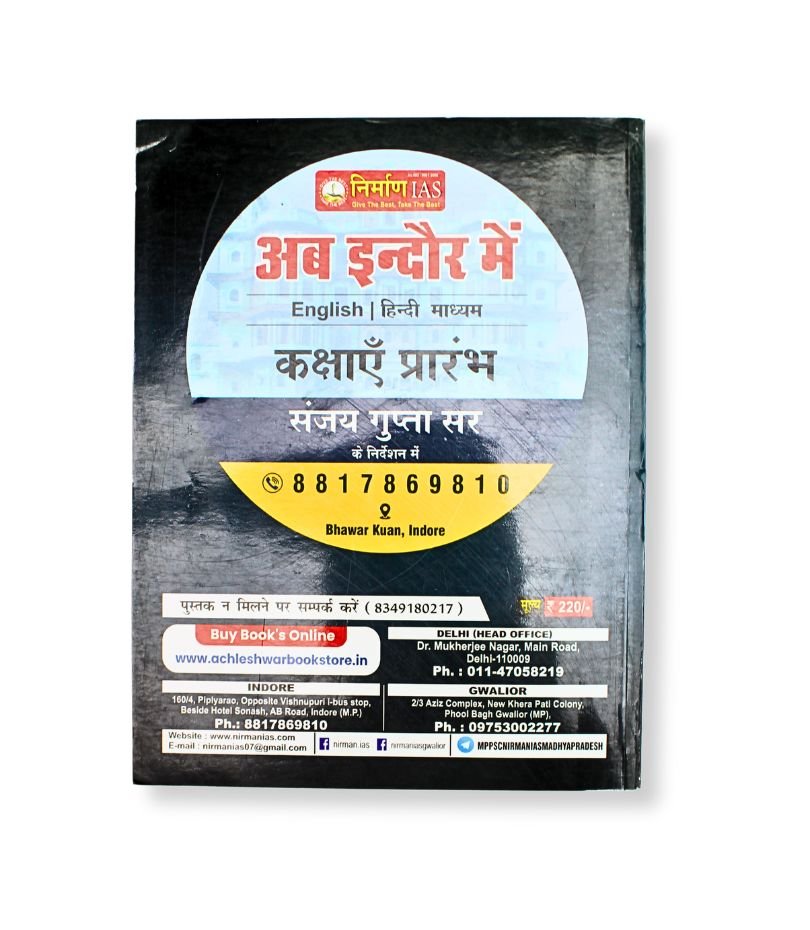 निर्माण IAS
Give The Best, Take The Best
अब इन्दौर में
English | हिन्दी माध्यम
कक्षाएँ प्रारंभ
संजय गुप्ता सर
के निर्देशन में
8817869810
Bhawar Kuan, Indore
पुस्तक न मिलने पर सम्पर्क करें ( 8349180217 )
मूल्य ₹ 220/-
Buy Book's Online
www.achleshwarbookstore.in
DELHI (HEAD OFFICE)
Dr. Mukherjee Nagar, Main Road,
Delhi-110009
Ph. : 011-47058219
INDORE
160/4, Piplyarao, Opposite Vishnupuri I-bus stop,
Beside Hotel Sonash, AB Road, Indore (M.P.)
Ph.: 8817869810
GWALIOR
2/3 Aziz Complex, New Khera Pati Colony,
Phool Bagh Gwalior (MP),
Ph. : 09753002277
Website : www.nirmanias.com
E-mail : nirmanias07@gmail.com
nirman.ias
nirmaniasgwalior
MPPSCNIRMANIASMADHYAPRADESH